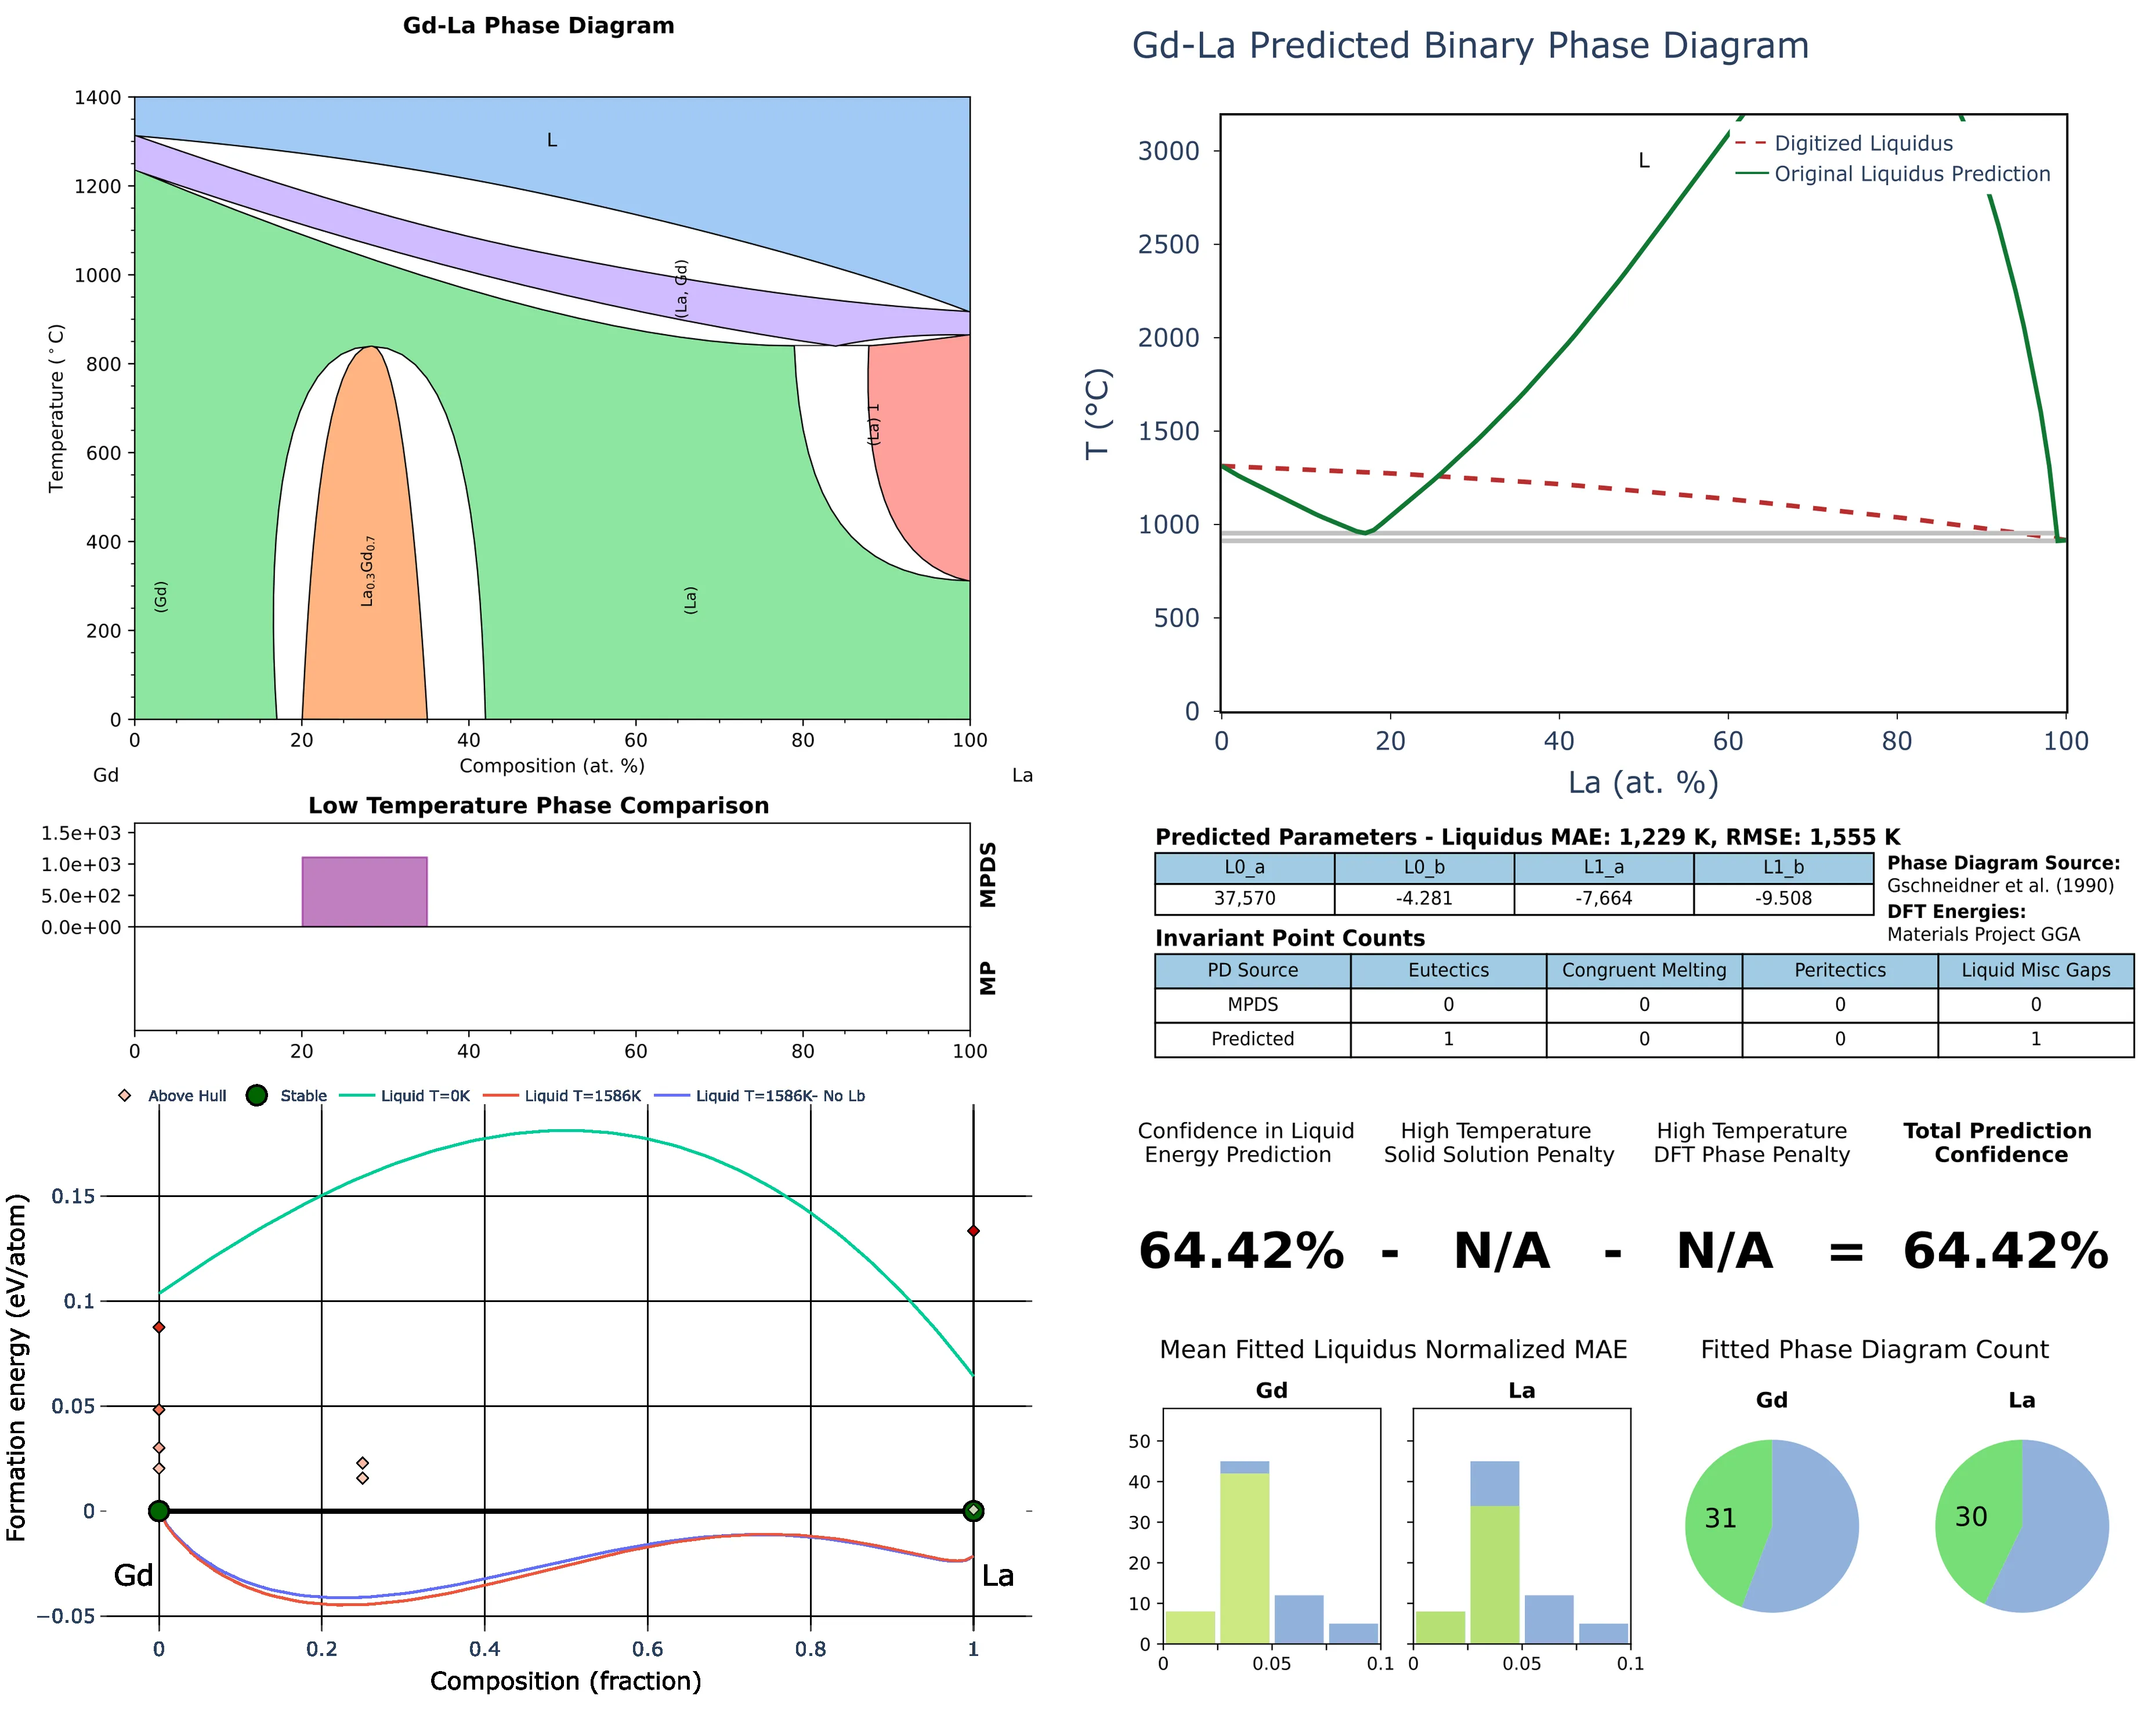 Gd-La Phase Diagram
1400
1200
1000
800
600
400
200
0
Temperature (°C)
L
(La, Gd)
(La) 1
(Gd)
La0.3Gd0.7
(La)
0 20 40 60 80 100
Composition (at. %)
Gd La
Low Temperature Phase Comparison
1.5e+03
1.0e+03
5.0e+02
0.0e+00
MPDS
MP
0 20 40 60 80 100
Above Hull Stable Liquid T=0K Liquid T=1586K Liquid T=1586K- No Lb
0.15
0.1
0.05
0
−0.05
Formation energy (eV/atom)
Gd La
0 0.2 0.4 0.6 0.8 1
Composition (fraction)
Gd-La Predicted Binary Phase Diagram
3000
2500
2000
1500
1000
500
0
T (°C)
L
Digitized Liquidus
Original Liquidus Prediction
0 20 40 60 80 100
La (at. %)
Predicted Parameters - Liquidus MAE: 1,229 K, RMSE: 1,555 K
L0_a L0_b L1_a L1_b
37,570 -4.281 -7,664 -9.508
Phase Diagram Source:
Gschneidner et al. (1990)
DFT Energies:
Materials Project GGA
Invariant Point Counts
PD Source Eutectics Congruent Melting Peritectics Liquid Misc Gaps
MPDS 0 0 0 0
Predicted 1 0 0 1
Confidence in Liquid
Energy Prediction
High Temperature
Solid Solution Penalty
High Temperature
DFT Phase Penalty
Total Prediction
Confidence
64.42% - N/A - N/A = 64.42%
Mean Fitted Liquidus Normalized MAE
Gd La
50
40
30
20
10
0
0 0.05 0.1 0 0.05 0.1
Fitted Phase Diagram Count
Gd La
31 30